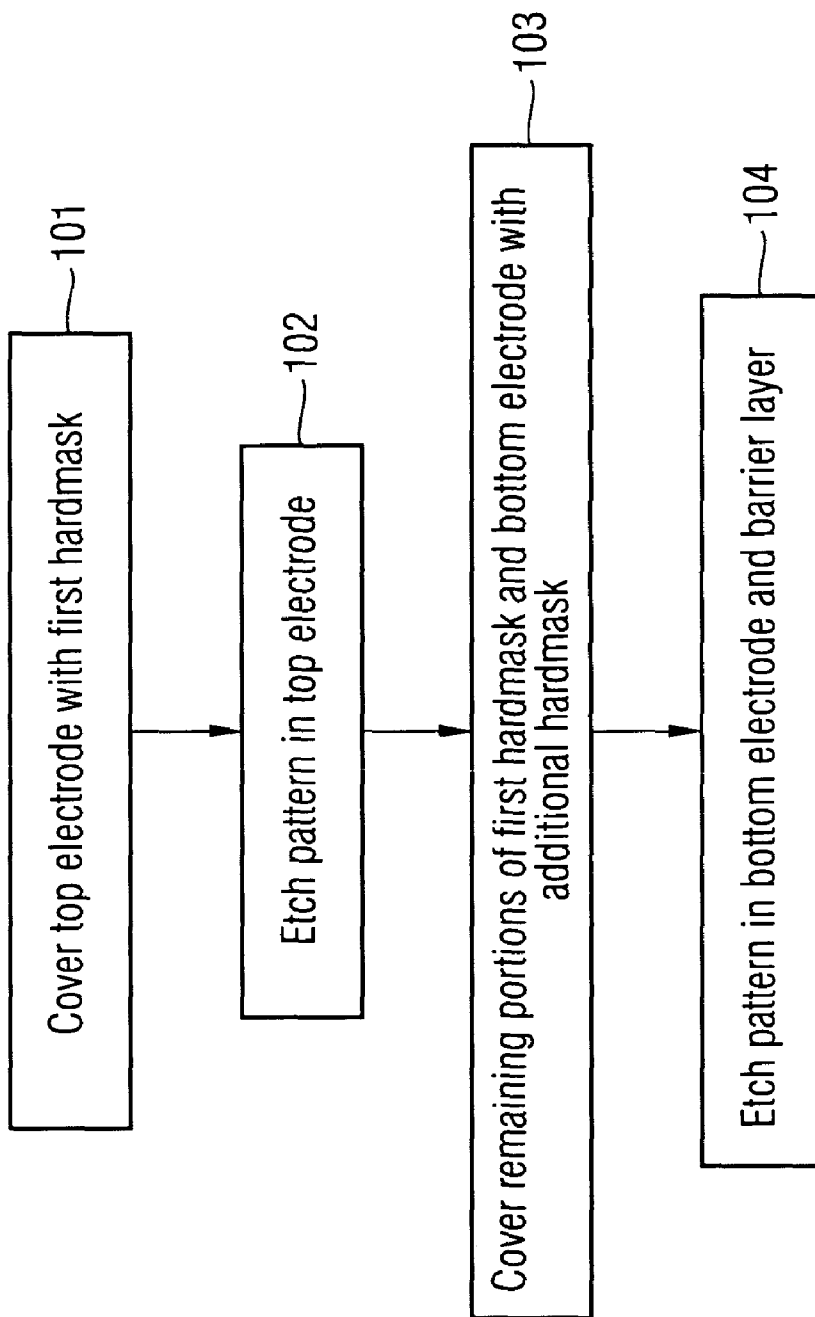 Cover top electrode with first hardmask
101
Etch pattern in top electrode
102
Cover remaining portions of first hardmask and bottom electrode with
additional hardmask
103
Etch pattern in bottom electrode and barrier layer
104